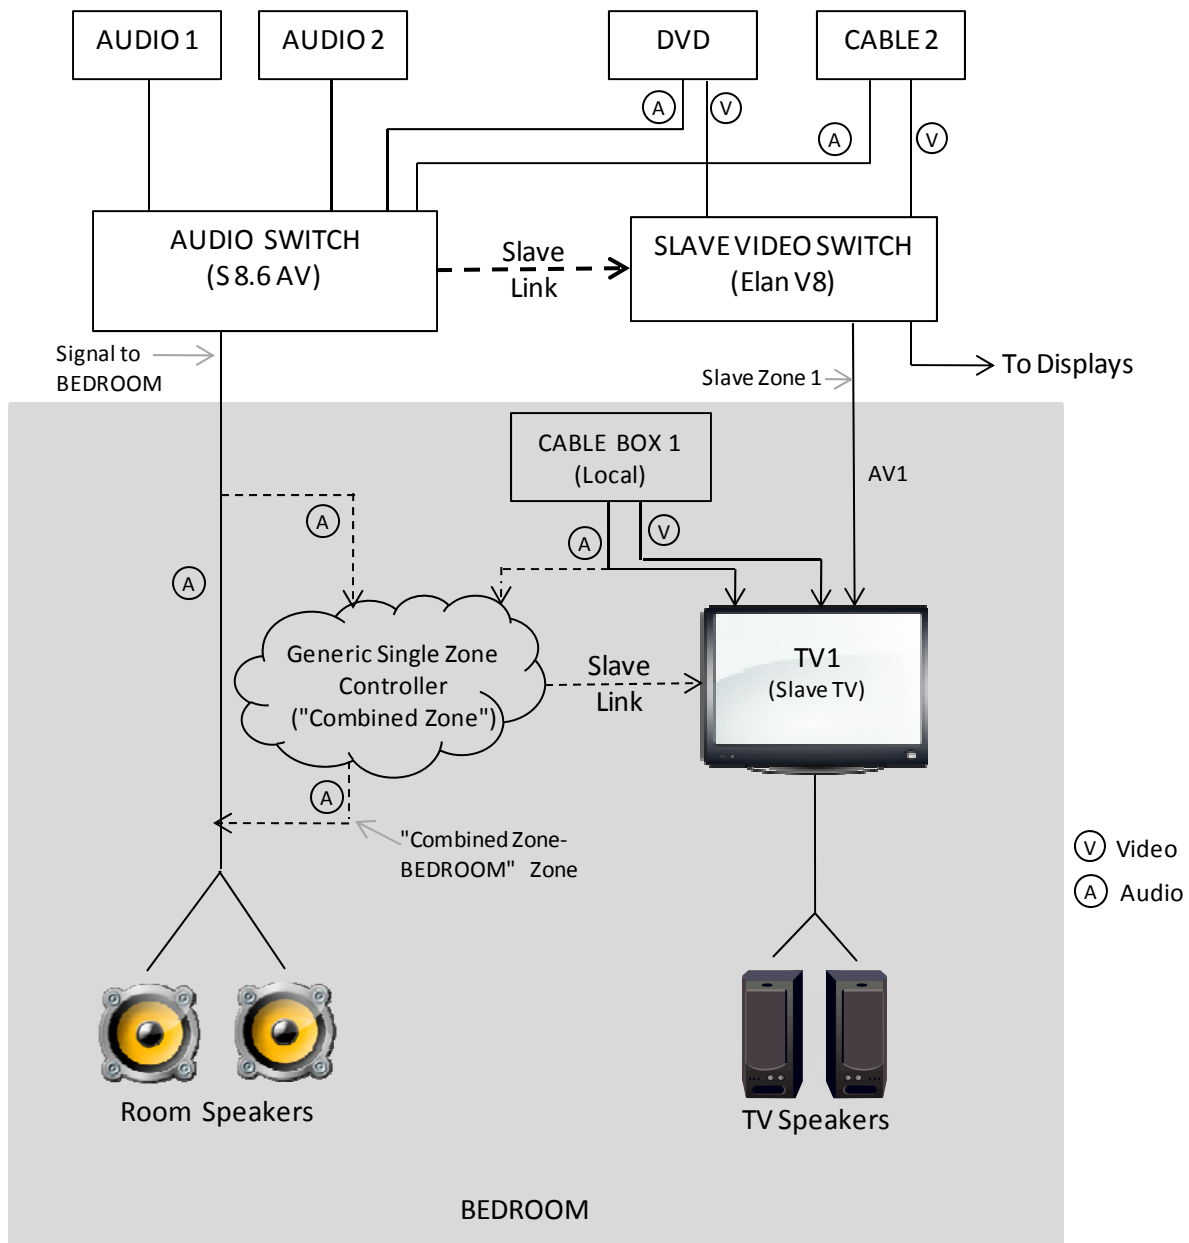 AUDIO 1
AUDIO 2
DVD
CABLE 2
A
V
A
V
AUDIO SWITCH
(S 8.6 AV)
Slave
Link
SLAVE VIDEO SWITCH
(Elan V8)
Signal to
BEDROOM
To Displays
Slave Zone 1
CABLE BOX 1
(Local)
AV1
A
A
V
A
Generic Single Zone
Controller
("Combined Zone")
Slave
Link
TV1
(Slave TV)
A
"Combined Zone-
BEDROOM" Zone
V Video
A Audio
Room Speakers
TV Speakers
BEDROOM